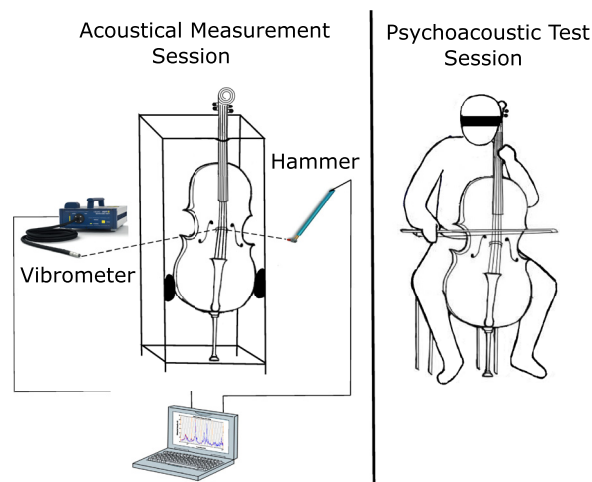 Acoustical Measurement
Session
Psychoacoustic Test
Session
Hammer
Vibrometer